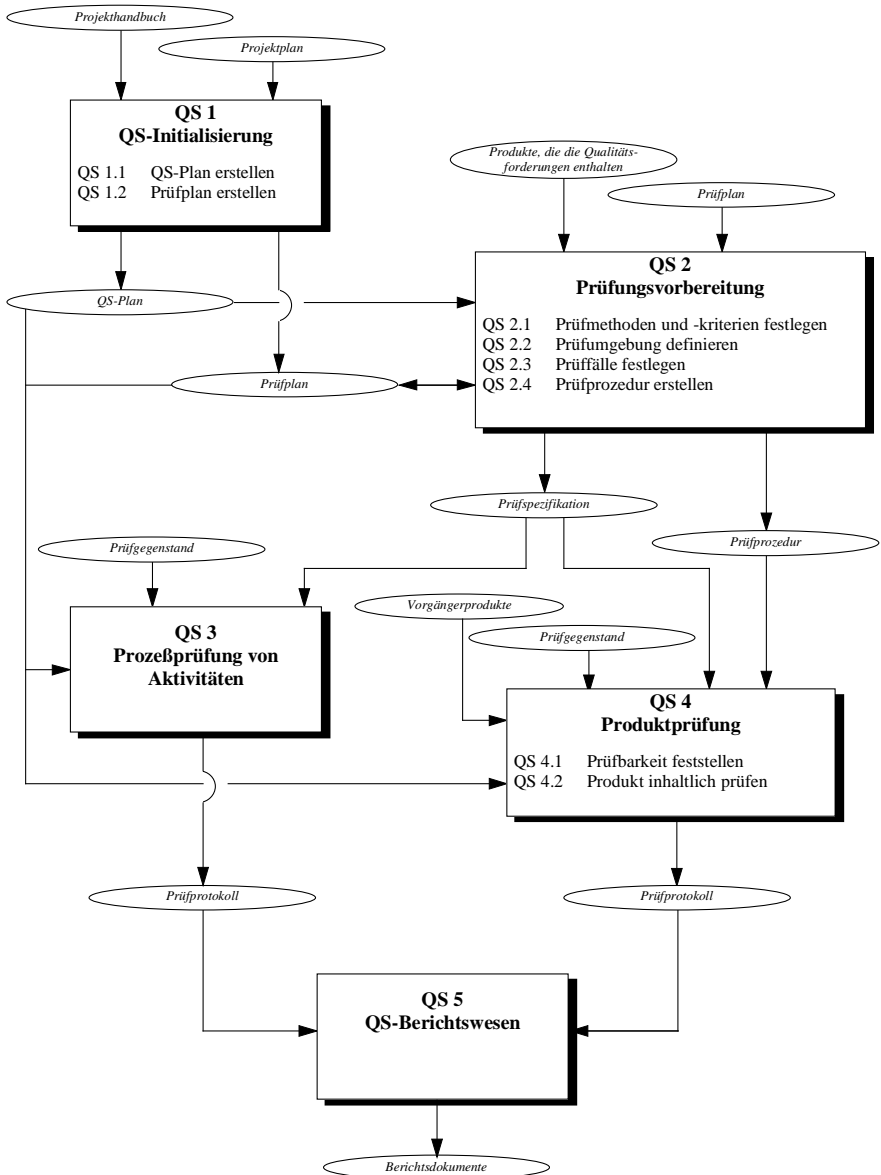 Projekthandbuch
Projektplan
QS 1
QS-Initialisierung
QS 1.1 QS-Plan erstellen
QS 1.2 Prüfplan erstellen
Produkte, die die Qualitäts-
forderungen enthalten
Prüfplan
QS 2
Prüfungsvorbereitung
QS 2.1 Prüfmethoden und -kriterien festlegen
QS 2.2 Prüfumgebung definieren
QS 2.3 Prüffälle festlegen
QS 2.4 Prüfprozedur erstellen
QS-Plan
Prüfplan
Prüfspezifikation
Prüfprozedur
Prüfgegenstand
QS 3
Prozeßprüfung von
Aktivitäten
Vorgängerprodukte
Prüfgegenstand
QS 4
Produktprüfung
QS 4.1 Prüfbarkeit feststellen
QS 4.2 Produkt inhaltlich prüfen
Prüfprotokoll
Prüfprotokoll
QS 5
QS-Berichtswesen
Berichtsdokumente